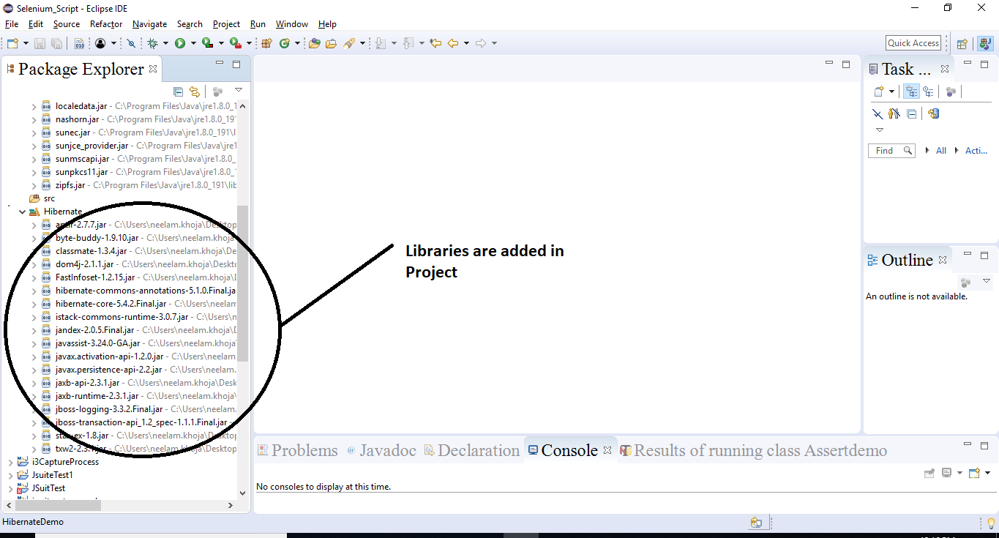 Selenium_Script - Eclipse IDE
File Edit Source Refactor Navigate Search Project Run Window Help
Quick Access
Package Explorer
localedata.jar - C:\Program Files\Java\jre1.8.0_1
nashorn.jar - C:\Program Files\Java\jre1.8.0_191
sunec.jar - C:\Program Files\Java\jre1.8.0_191\l
sunjce_provider.jar - C:\Program Files\Java\jre1
sunmscapi.jar - C:\Program Files\Java\jre1.8.0_
sunpkcs11.jar - C:\Program Files\Java\jre1.8.0_1
zipfs.jar - C:\Program Files\Java\jre1.8.0_191\lib
src
Hibernate
antlr-2.7.7.jar - C:\Users\neelam.khoja\Desktop
byte-buddy-1.9.10.jar - C:\Users\neelam.khoja
classmate-1.3.4.jar - C:\Users\neelam.khoja\De
dom4j-2.1.1.jar - C:\Users\neelam.khoja\Deskto
FastInfoset-1.2.15.jar - C:\Users\neelam.khoja\D
hibernate-commons-annotations-5.1.0.Final.ja
hibernate-core-5.4.2.Final.jar - C:\Users\neelam
istack-commons-runtime-3.0.7.jar - C:\Users\n
jandex-2.0.5.Final.jar - C:\Users\neelam.khoja\D
javassist-3.24.0-GA.jar - C:\Users\neelam.khoja\
javax.activation-api-1.2.0.jar - C:\Users\neelam
javax.persistence-api-2.2.jar - C:\Users\neelam.
jaxb-api-2.3.1.jar - C:\Users\neelam.khoja\Desk
jaxb-runtime-2.3.1.jar - C:\Users\neelam.khoja\
jboss-logging-3.3.2.Final.jar - C:\Users\neelam.
jboss-transaction-api_1.2_spec-1.1.1.Final.jar -
stax-ex-1.8.jar - C:\Users\neelam.khoja\Desktop
txw2-2.3.1.jar - C:\Users\neelam.khoja\Desktop
i3CaptureProcess
JsuiteTest1
JSuitTest
Libraries are added in
Project
Task ...
Find All Acti...
Outline
An outline is not available.
Problems @ Javadoc Declaration Console Results of running class Assertdemo
No consoles to display at this time.
HibernateDemo